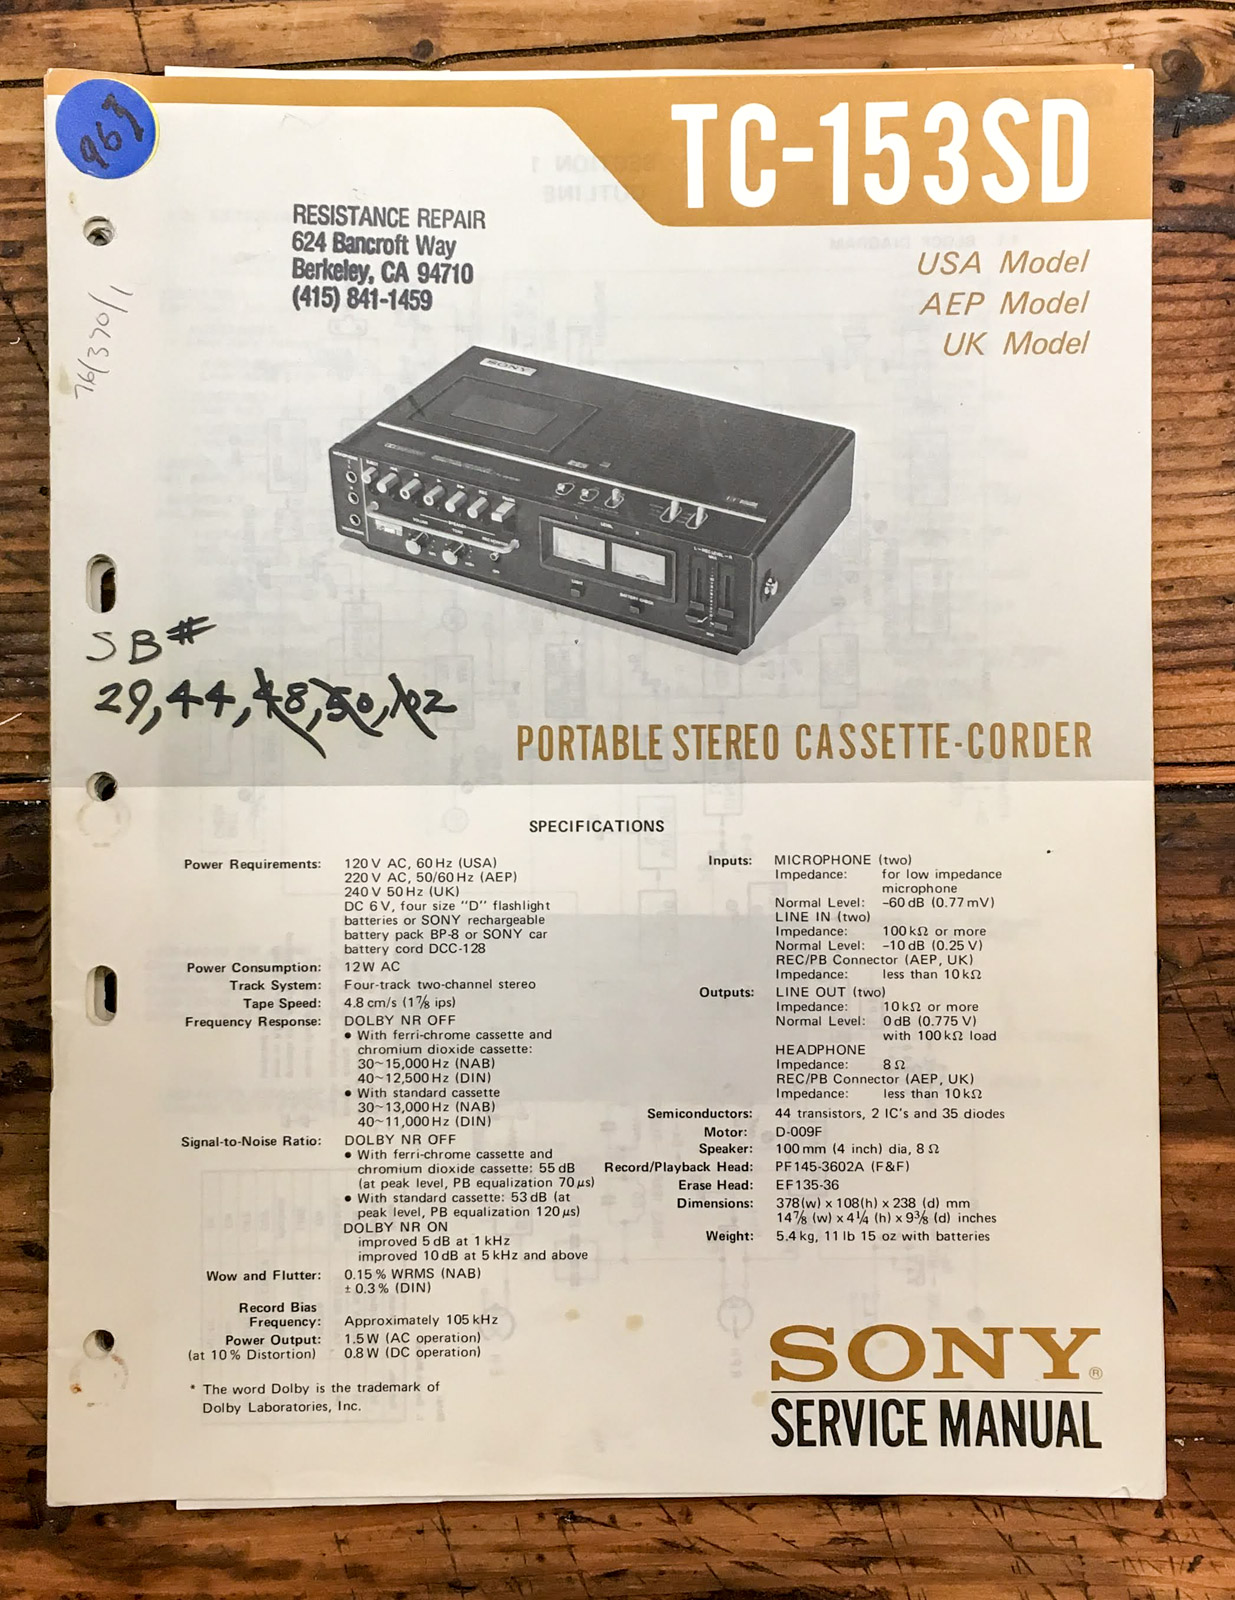 969
TC-153SD
RESISTANCE REPAIR
624 Bancroft Way
Berkeley, CA 94710
(415) 841-1459
USA Model
AEP Model
UK Model
76/370/1
SONY
SB#
29, 44, 48, 50, 102
PORTABLE STEREO CASSETTE-CORDER
SPECIFICATIONS
Power Requirements: 120 V AC, 60 Hz (USA)
220 V AC, 50/60 Hz (AEP)
240 V 50 Hz (UK)
DC 6 V, four size "D" flashlight
batteries or SONY rechargeable
battery pack BP-8 or SONY car
battery cord DCC-128
Power Consumption: 12 W AC
Track System: Four-track two-channel stereo
Tape Speed: 4.8 cm/s (1⅞ ips)
Frequency Response: DOLBY NR OFF
• With ferri-chrome cassette and
chromium dioxide cassette:
30~15,000 Hz (NAB)
40~12,500 Hz (DIN)
• With standard cassette
30~13,000 Hz (NAB)
40~11,000 Hz (DIN)
Signal-to-Noise Ratio: DOLBY NR OFF
• With ferri-chrome cassette and
chromium dioxide cassette: 55 dB
(at peak level, PB equalization 70 μs)
• With standard cassette: 53 dB (at
peak level, PB equalization 120 μs)
DOLBY NR ON
improved 5 dB at 1 kHz
improved 10 dB at 5 kHz and above
Wow and Flutter: 0.15 % WRMS (NAB)
± 0.3 % (DIN)
Record Bias
Frequency: Approximately 105 kHz
Power Output: 1.5 W (AC operation)
(at 10 % Distortion) 0.8 W (DC operation)
* The word Dolby is the trademark of
Dolby Laboratories, Inc.
Inputs: MICROPHONE (two)
Impedance: for low impedance
microphone
Normal Level: -60 dB (0.77 mV)
LINE IN (two)
Impedance: 100 kΩ or more
Normal Level: -10 dB (0.25 V)
REC/PB Connector (AEP, UK)
Impedance: less than 10 kΩ
Outputs: LINE OUT (two)
Impedance: 10 kΩ or more
Normal Level: 0 dB (0.775 V)
with 100 kΩ load
HEADPHONE
Impedance: 8 Ω
REC/PB Connector (AEP, UK)
Impedance: less than 10 kΩ
Semiconductors: 44 transistors, 2 IC's and 35 diodes
Motor: D-009F
Speaker: 100 mm (4 inch) dia, 8 Ω
Record/Playback Head: PF145-3602A (F&F)
Erase Head: EF135-36
Dimensions: 378(w) x 108(h) x 238 (d) mm
14⅞ (w) x 4¼ (h) x 9⅜ (d) inches
Weight: 5.4 kg, 11 lb 15 oz with batteries
SONY®
SERVICE MANUAL